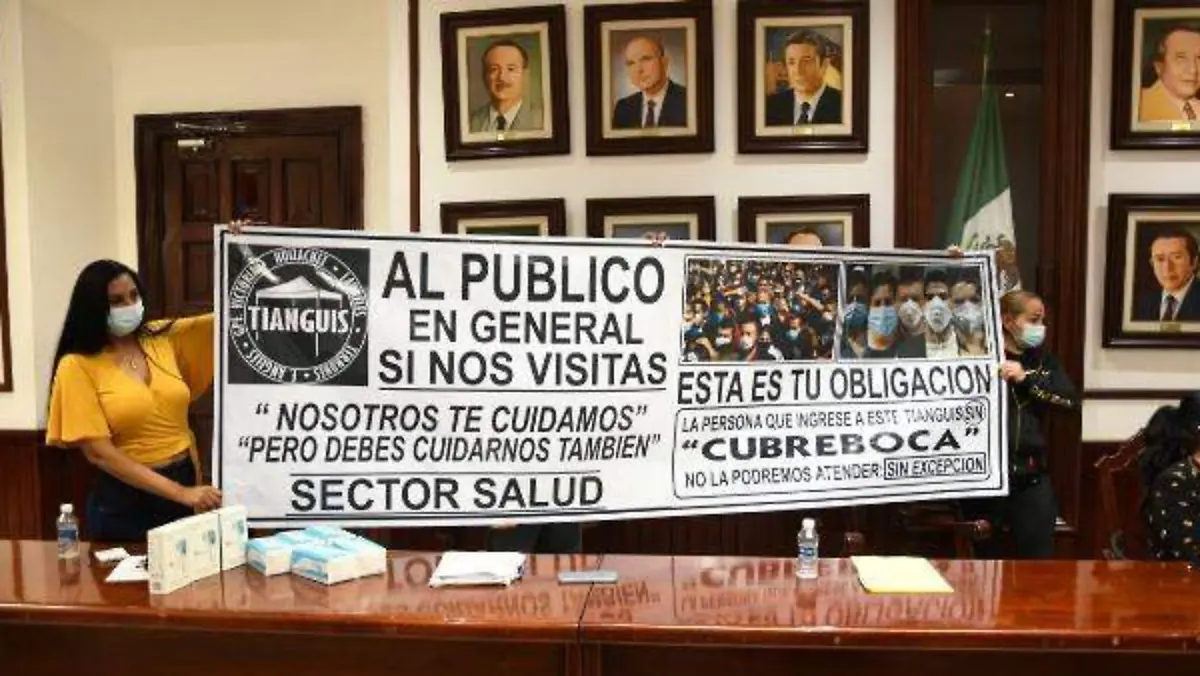 HUILACHES
TIANGUIS
AL PUBLICO
EN GENERAL
SI NOS VISITAS
“ NOSOTROS TE CUIDAMOS”
“PERO DEBES CUIDARNOS TAMBIEN”
SECTOR SALUD
ESTA ES TU OBLIGACION
LA PERSONA QUE INGRESE A ESTE TIANGUIS SIN
“CUBREBOCA”
NO LA PODREMOS ATENDER: SIN EXCEPCION